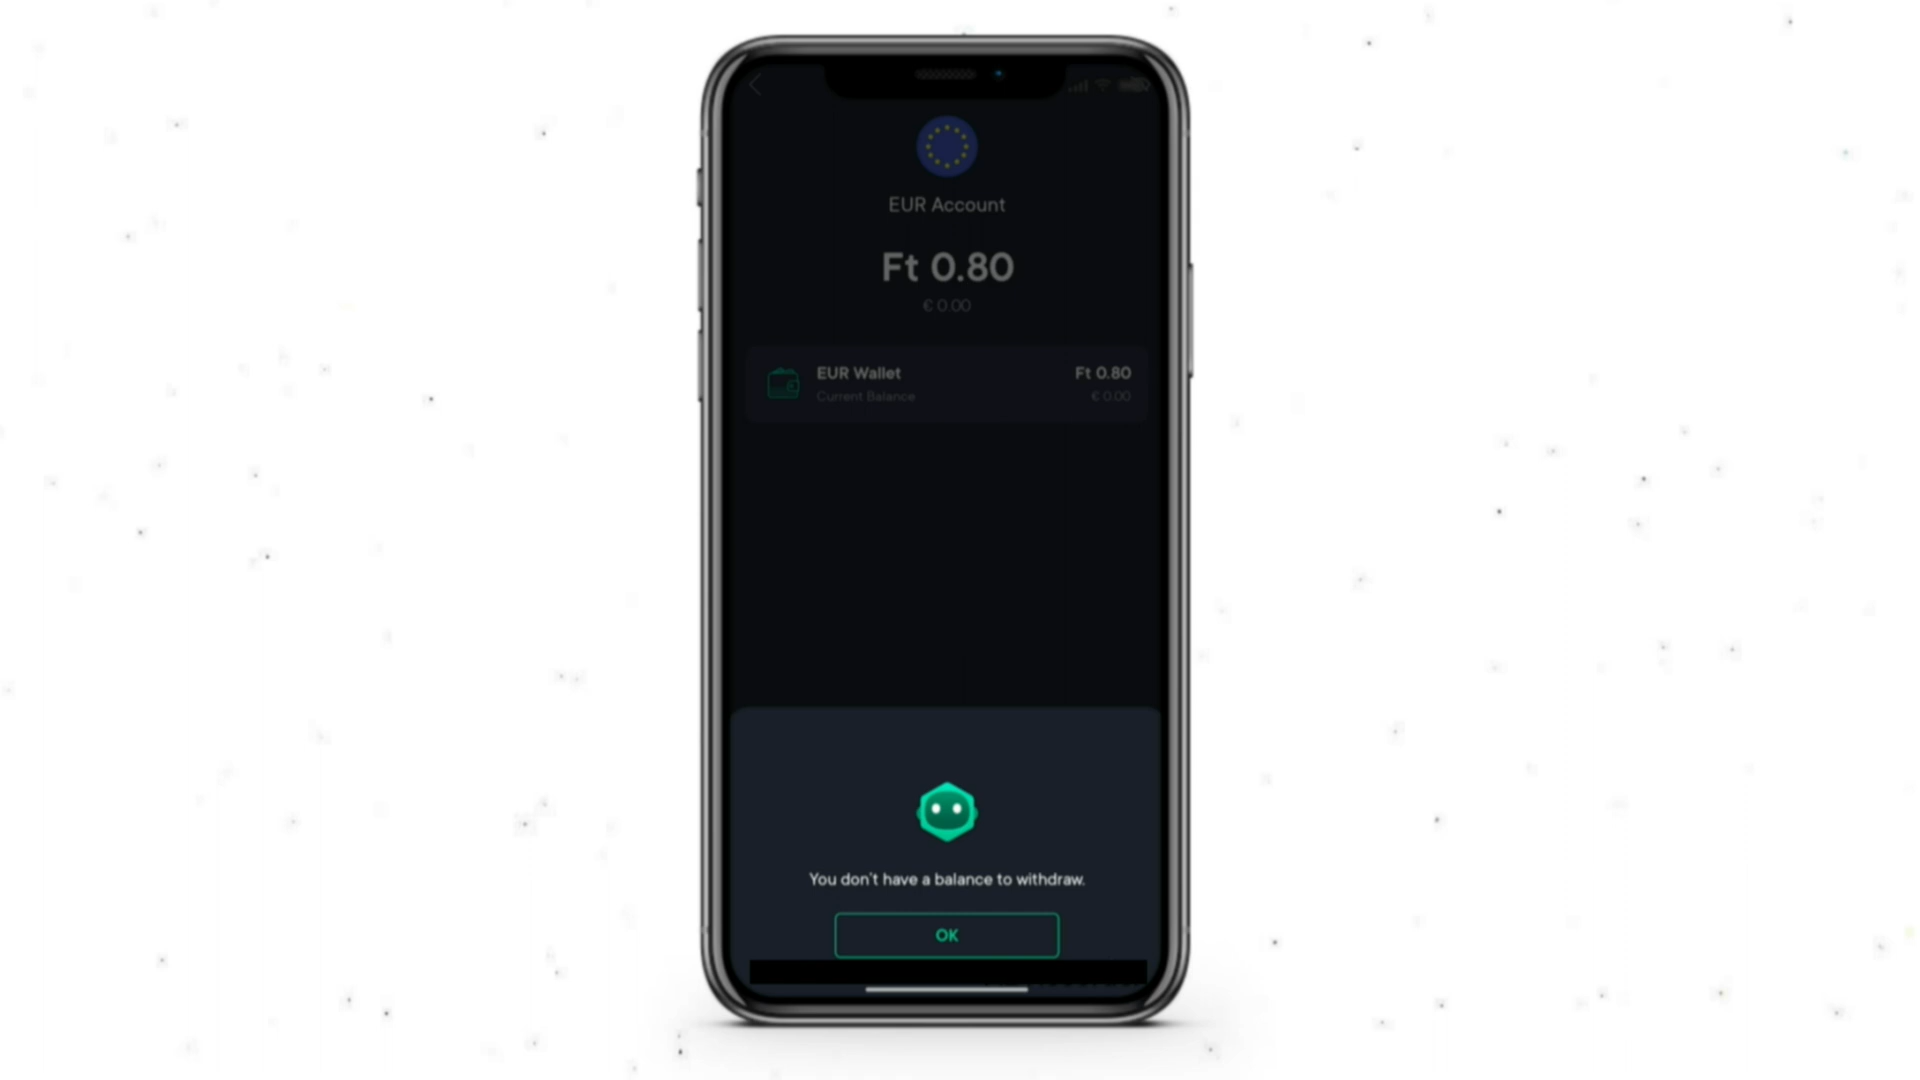 EUR Account
Ft 0.80
€ 0.00
EUR Wallet
Ft 0.80
Current Balance
€ 0.00
You don't have a balance to withdraw.
OK